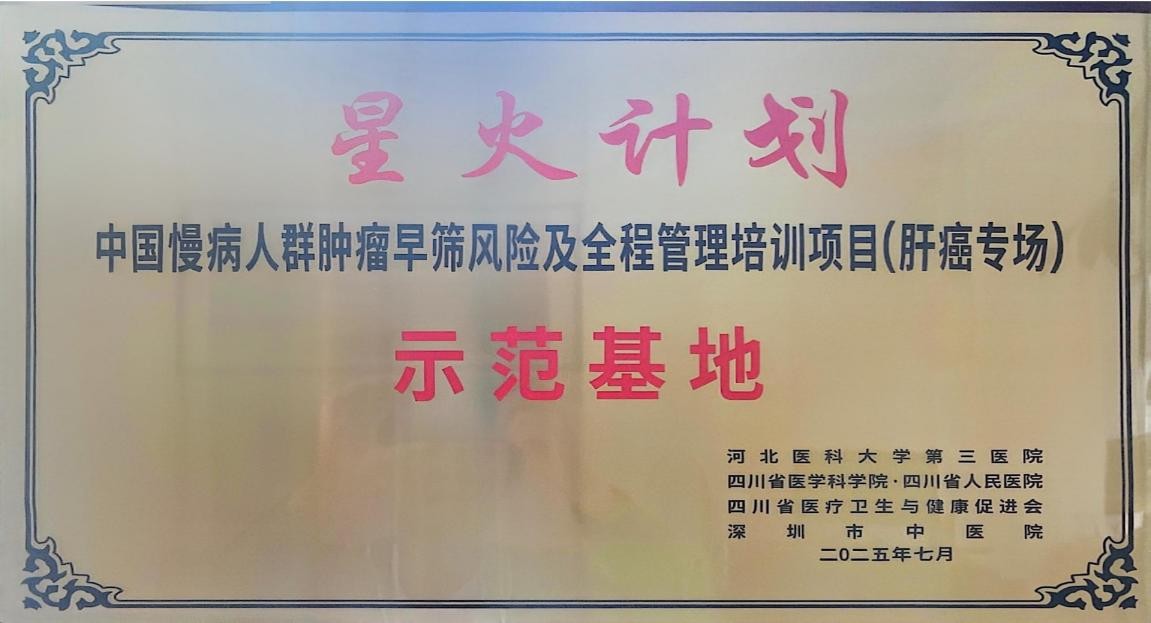 星火计划
中国慢病人群肿瘤早筛风险及全程管理培训项目(肝癌专场)
示范基地
河北医科大学第三医院
四川省医学科学院·四川省人民医院
四川省医疗卫生与健康促进会
深圳市中医院
二〇二五年七月